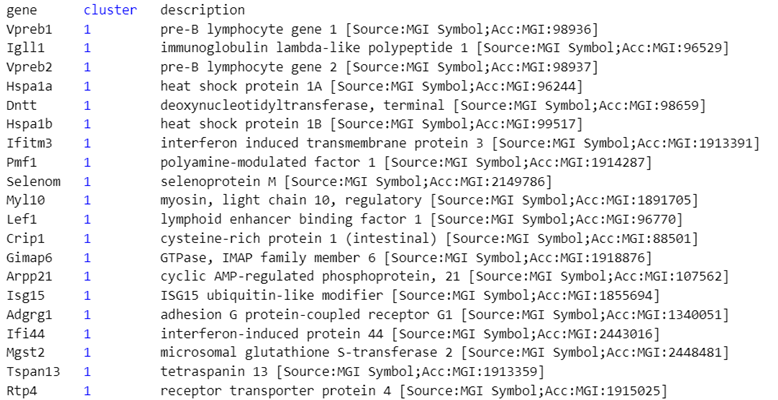 gene cluster description
Vpreb1 1 pre-B lymphocyte gene 1 [Source:MGI Symbol;Acc:MGI:98936]
Igll1 1 immunoglobulin lambda-like polypeptide 1 [Source:MGI Symbol;Acc:MGI:96529]
Vpreb2 1 pre-B lymphocyte gene 2 [Source:MGI Symbol;Acc:MGI:98937]
Hspa1a 1 heat shock protein 1A [Source:MGI Symbol;Acc:MGI:96244]
Dntt 1 deoxynucleotidyltransferase, terminal [Source:MGI Symbol;Acc:MGI:98659]
Hspa1b 1 heat shock protein 1B [Source:MGI Symbol;Acc:MGI:99517]
Ifitm3 1 interferon induced transmembrane protein 3 [Source:MGI Symbol;Acc:MGI:1913391]
Pmf1 1 polyamine-modulated factor 1 [Source:MGI Symbol;Acc:MGI:1914287]
Selenom 1 selenoprotein M [Source:MGI Symbol;Acc:MGI:2149786]
Myl10 1 myosin, light chain 10, regulatory [Source:MGI Symbol;Acc:MGI:1891705]
Lef1 1 lymphoid enhancer binding factor 1 [Source:MGI Symbol;Acc:MGI:96770]
Crip1 1 cysteine-rich protein 1 (intestinal) [Source:MGI Symbol;Acc:MGI:88501]
Gimap6 1 GTPase, IMAP family member 6 [Source:MGI Symbol;Acc:MGI:1918876]
Arpp21 1 cyclic AMP-regulated phosphoprotein, 21 [Source:MGI Symbol;Acc:MGI:107562]
Isg15 1 ISG15 ubiquitin-like modifier [Source:MGI Symbol;Acc:MGI:1855694]
Adgrg1 1 adhesion G protein-coupled receptor G1 [Source:MGI Symbol;Acc:MGI:1340051]
Ifi44 1 interferon-induced protein 44 [Source:MGI Symbol;Acc:MGI:2443016]
Mgst2 1 microsomal glutathione S-transferase 2 [Source:MGI Symbol;Acc:MGI:2448481]
Tspan13 1 tetraspanin 13 [Source:MGI Symbol;Acc:MGI:1913359]
Rtp4 1 receptor transporter protein 4 [Source:MGI Symbol;Acc:MGI:1915025]